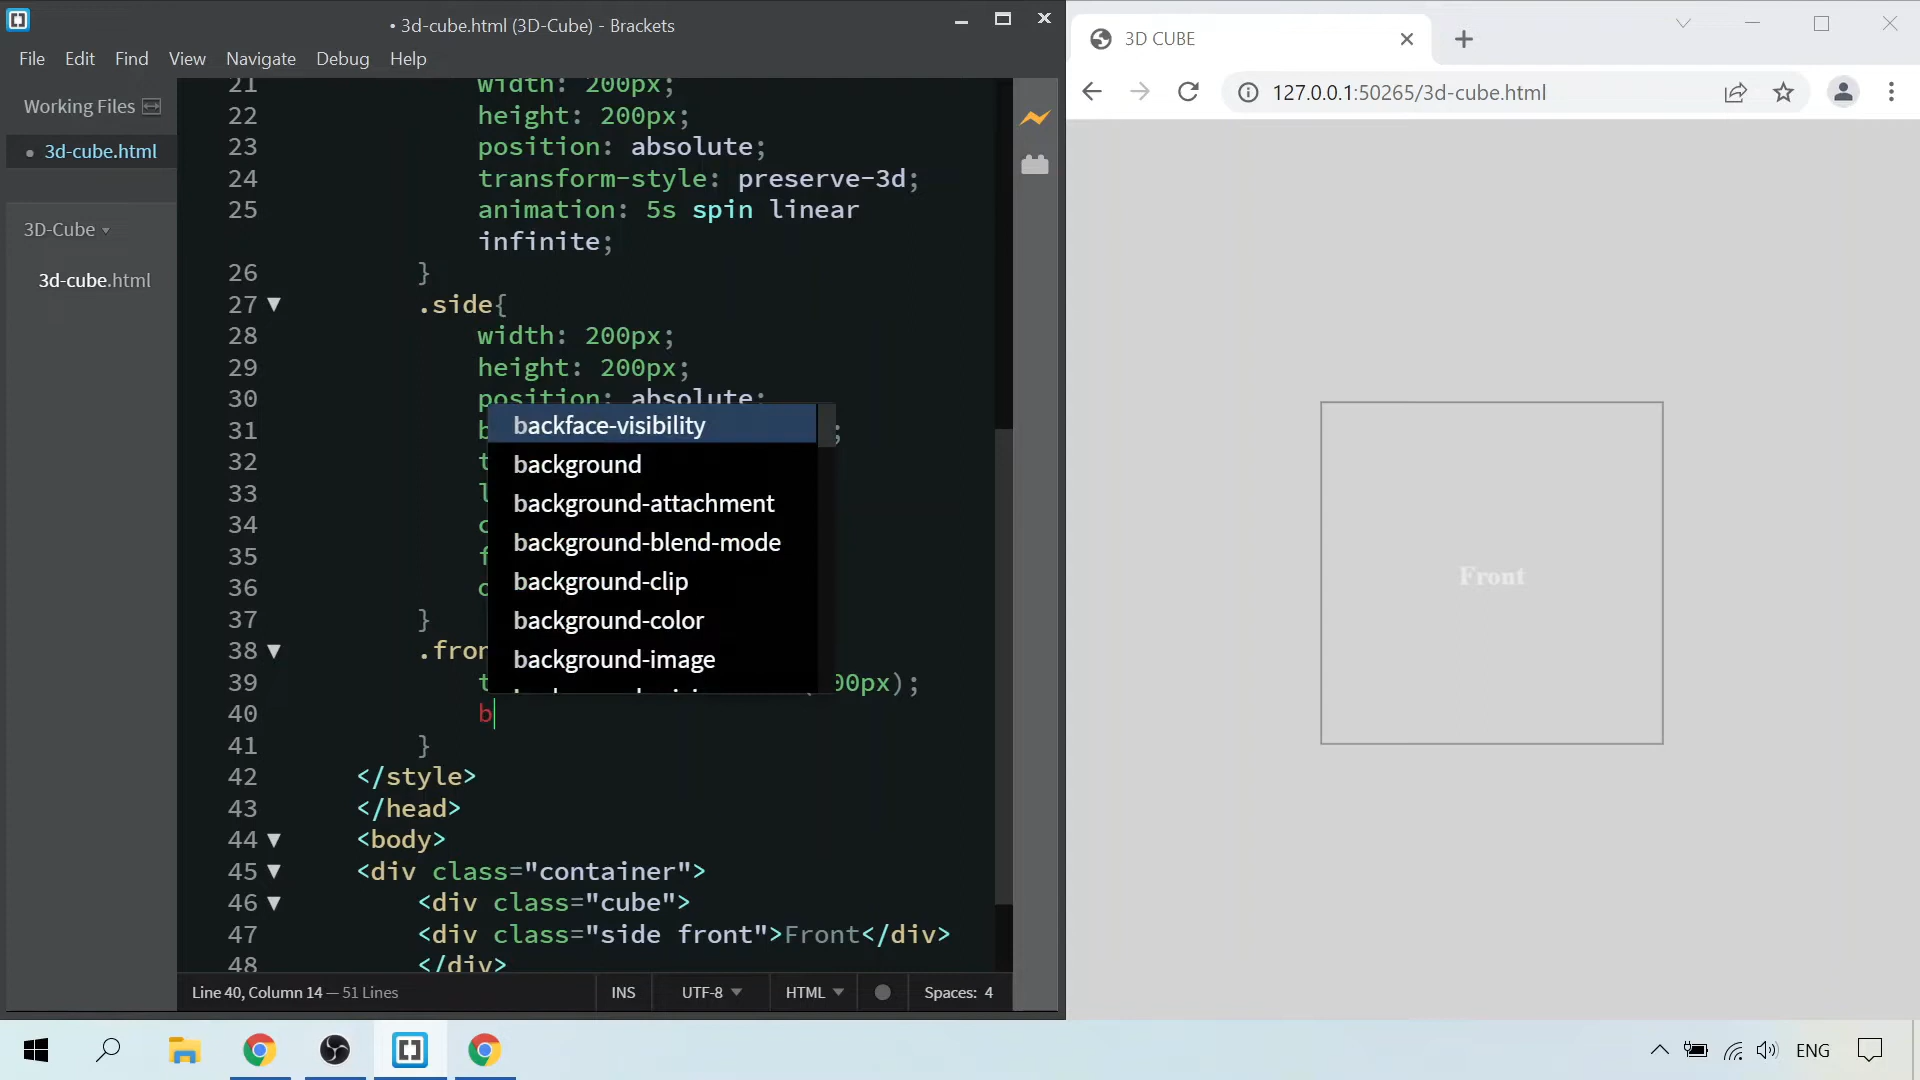 • 3d-cube.html (3D-Cube) - Brackets
File Edit Find View Navigate Debug Help
Working Files
• 3d-cube.html
3D-Cube
3d-cube.html
21 width: 200px;
22 height: 200px;
23 position: absolute;
24 transform-style: preserve-3d;
25 animation: 5s spin linear
infinite;
26 }
27 .side{
28 width: 200px;
29 height: 200px;
30 position: absolute;
31 b ;
32 t
33 l
34 c
35 f
36 o
37 }
38 .fron
39 t 00px);
40 b
41 }
42 </style>
43 </head>
44 <body>
45 <div class="container">
46 <div class="cube">
47 <div class="side front">Front</div>
48 </div>
backface-visibility
background
background-attachment
background-blend-mode
background-clip
background-color
background-image
Line 40, Column 14 — 51 Lines
INS UTF-8 HTML Spaces: 4
3D CUBE
127.0.0.1:50265/3d-cube.html
Front
ENG